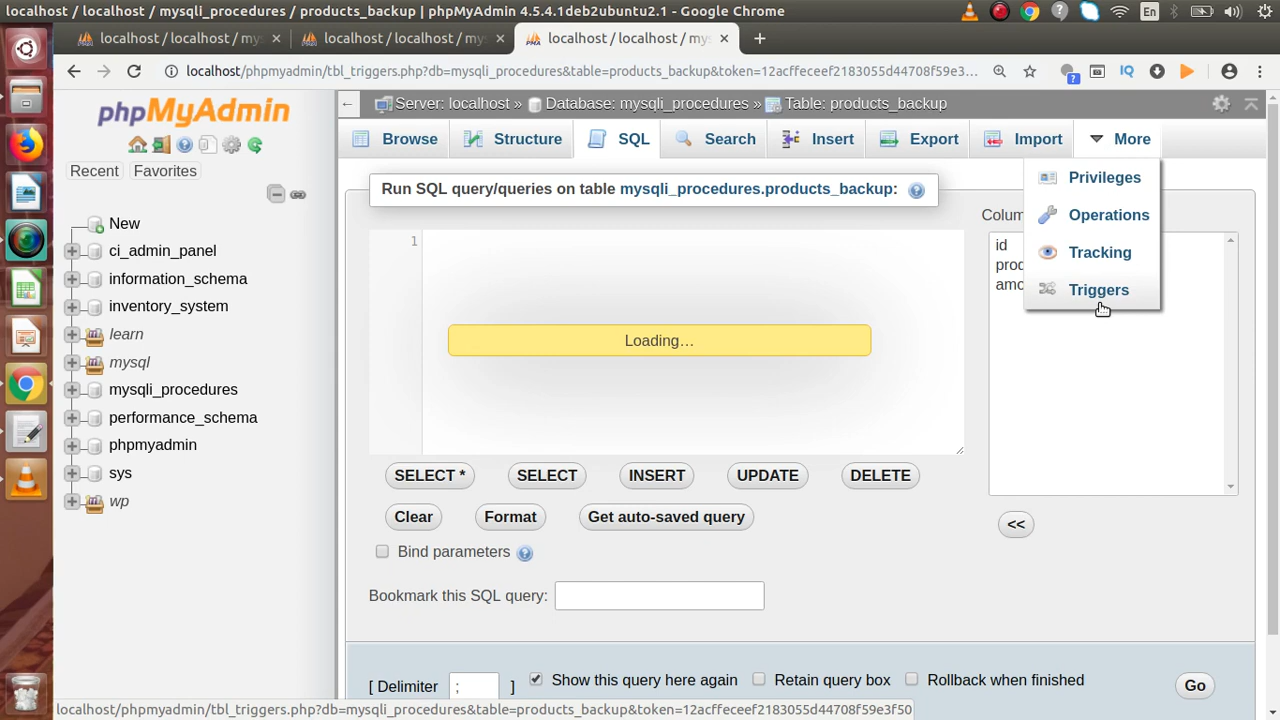 localhost / localhost / mysqli_procedures / products_backup | phpMyAdmin 4.5.4.1deb2ubuntu2.1 - Google Chrome
En
localhost / localhost / my
localhost / localhost / my
localhost / localhost / mys
localhost/phpmyadmin/tbl_triggers.php?db=mysqli_procedures&table=products_backup&token=12acffeceef2183055d44708f59e3...
IQ
phpMyAdmin
Recent
Favorites
New
ci_admin_panel
information_schema
inventory_system
learn
mysql
mysqli_procedures
performance_schema
phpmyadmin
sys
wp
Server: localhost »
Database: mysqli_procedures »
Table: products_backup
Browse
Structure
SQL
Search
Insert
Export
Import
More
Privileges
Operations
Tracking
Triggers
Run SQL query/queries on table mysqli_procedures.products_backup:
Colum
id
prod
amo
1
Loading…
SELECT *
SELECT
INSERT
UPDATE
DELETE
Clear
Format
Get auto-saved query
<<
Bind parameters
Bookmark this SQL query:
[ Delimiter
;
]
Show this query here again
Retain query box
Rollback when finished
Go
localhost/phpmyadmin/tbl_triggers.php?db=mysqli_procedures&table=products_backup&token=12acffeceef2183055d44708f59e3f50